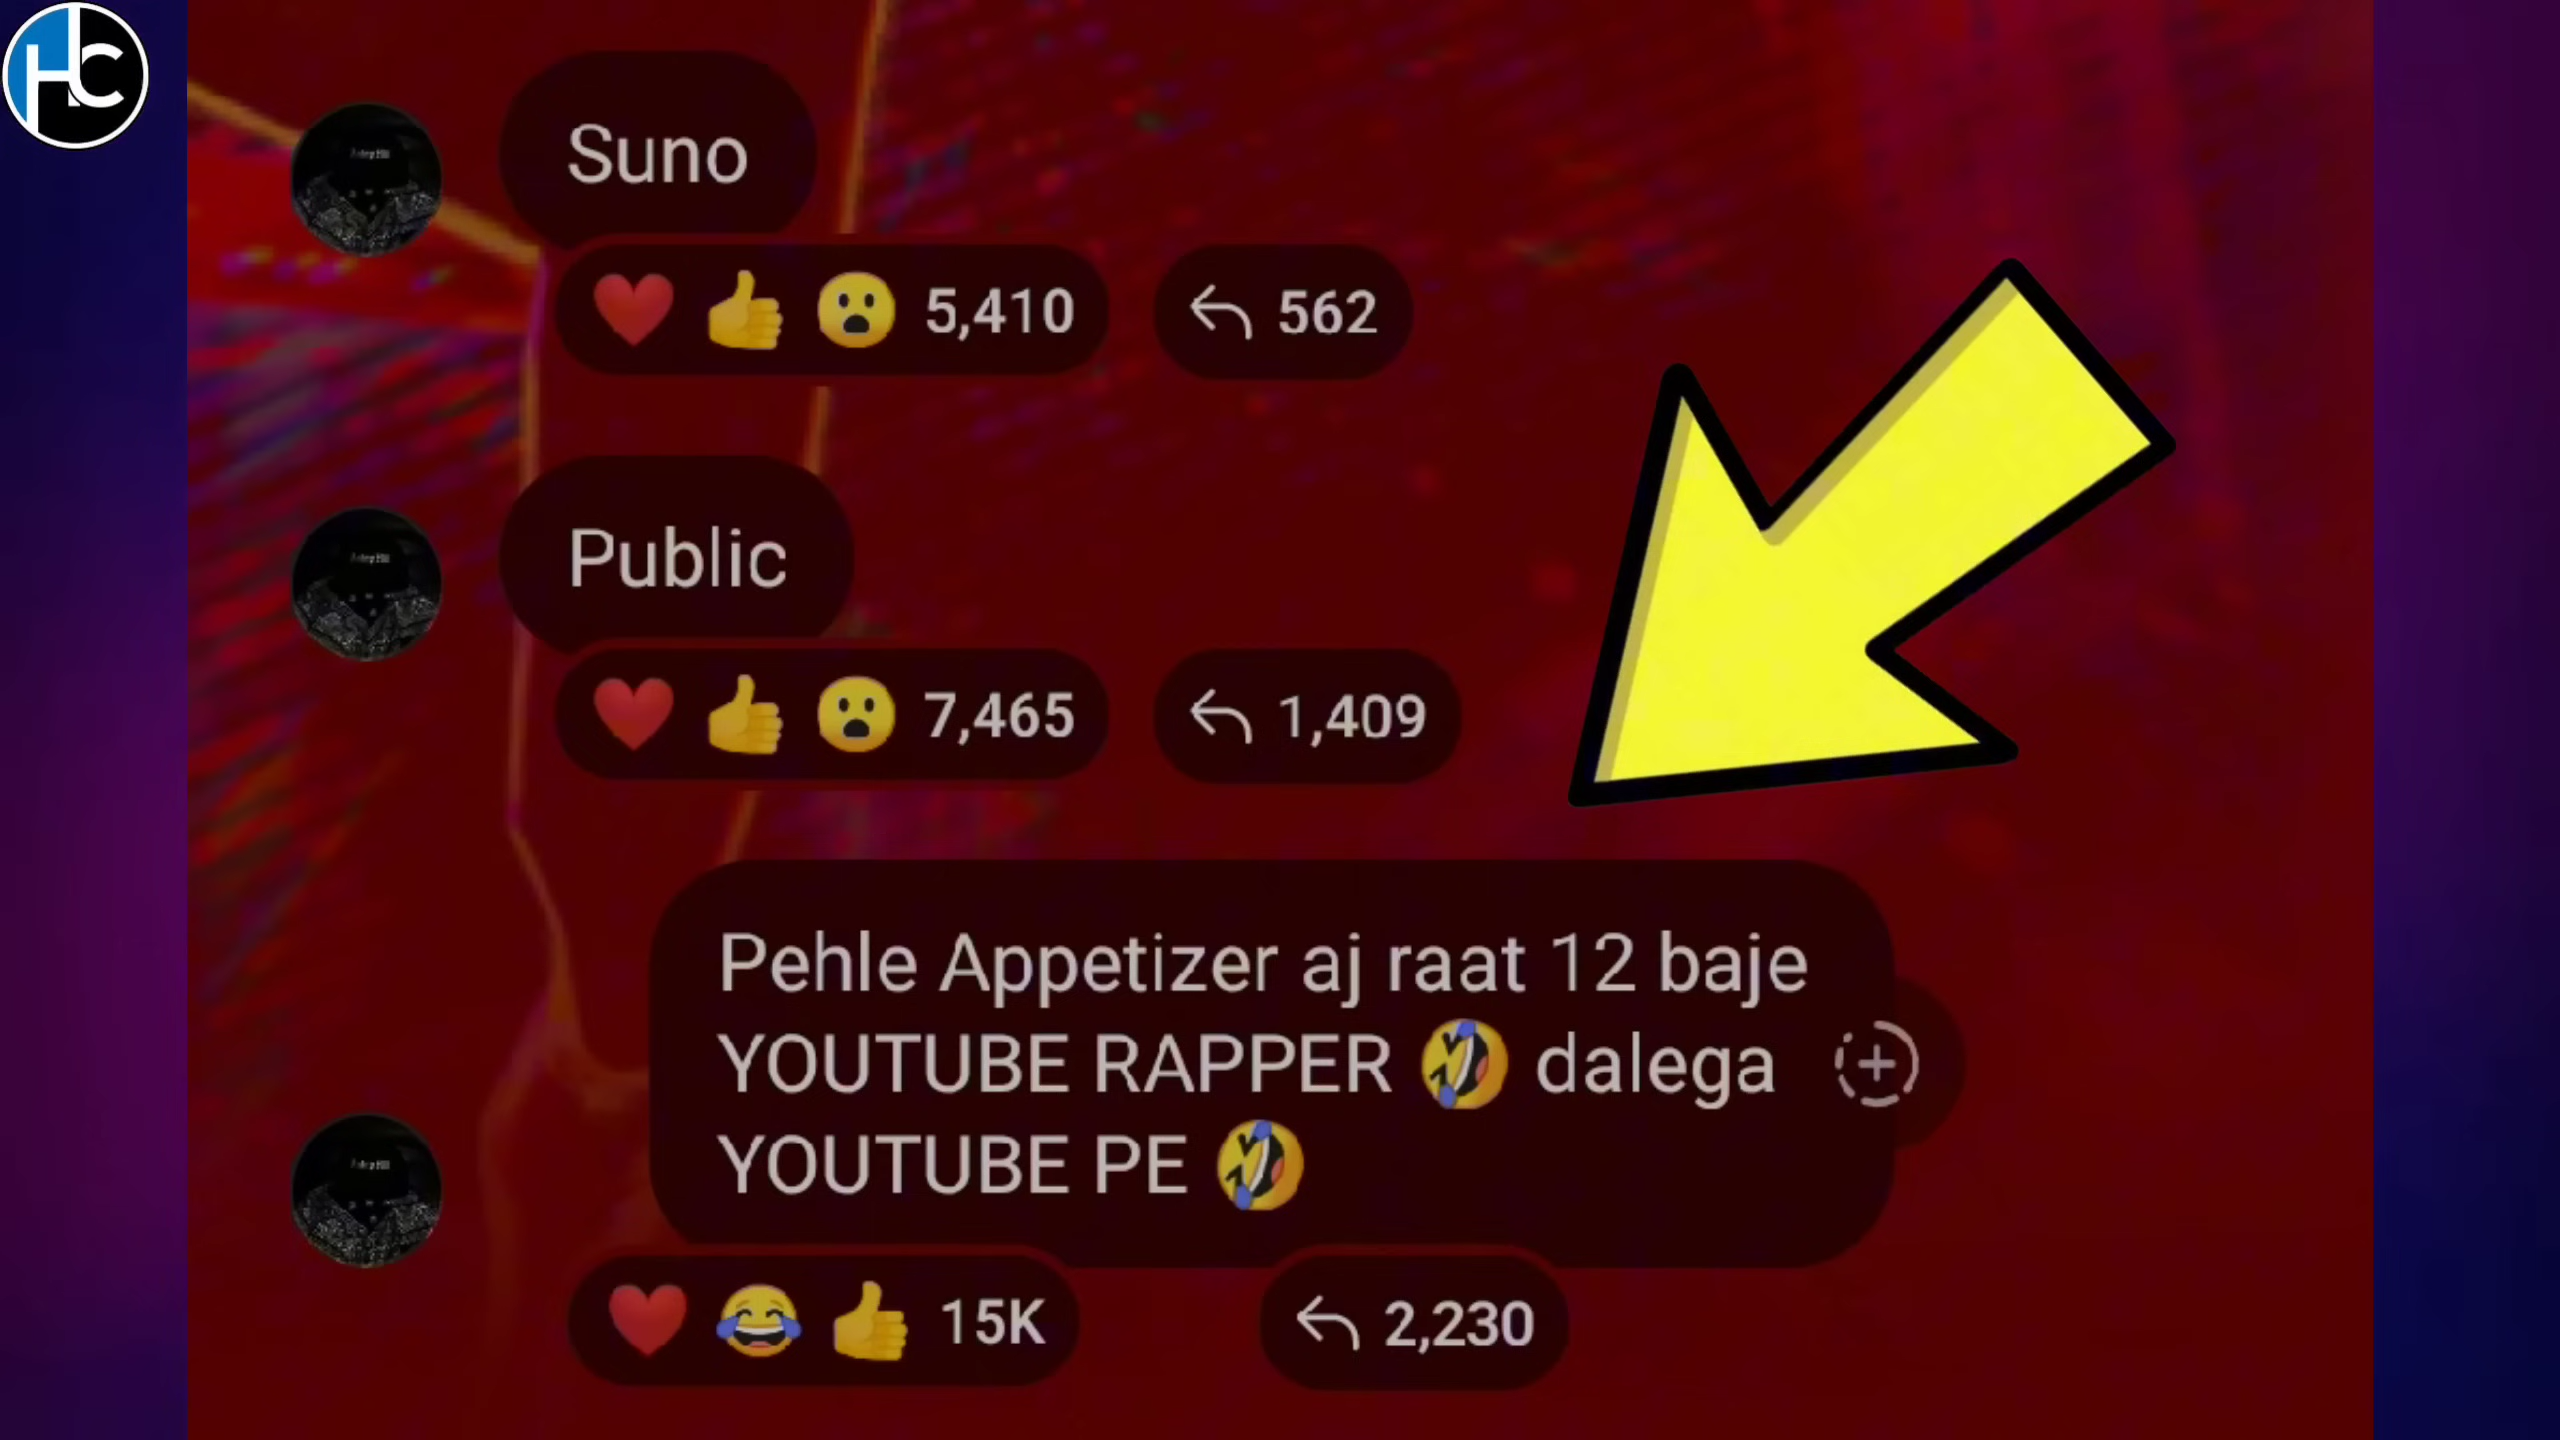 HC
Suno
❤️ 👍 😮 5,410 562
Public
❤️ 👍 😮 7,465 1,409
Pehle Appetizer aj raat 12 baje
YOUTUBE RAPPER 🤣 dalega
YOUTUBE PE 🤣
❤️ 😂 👍 15K 2,230